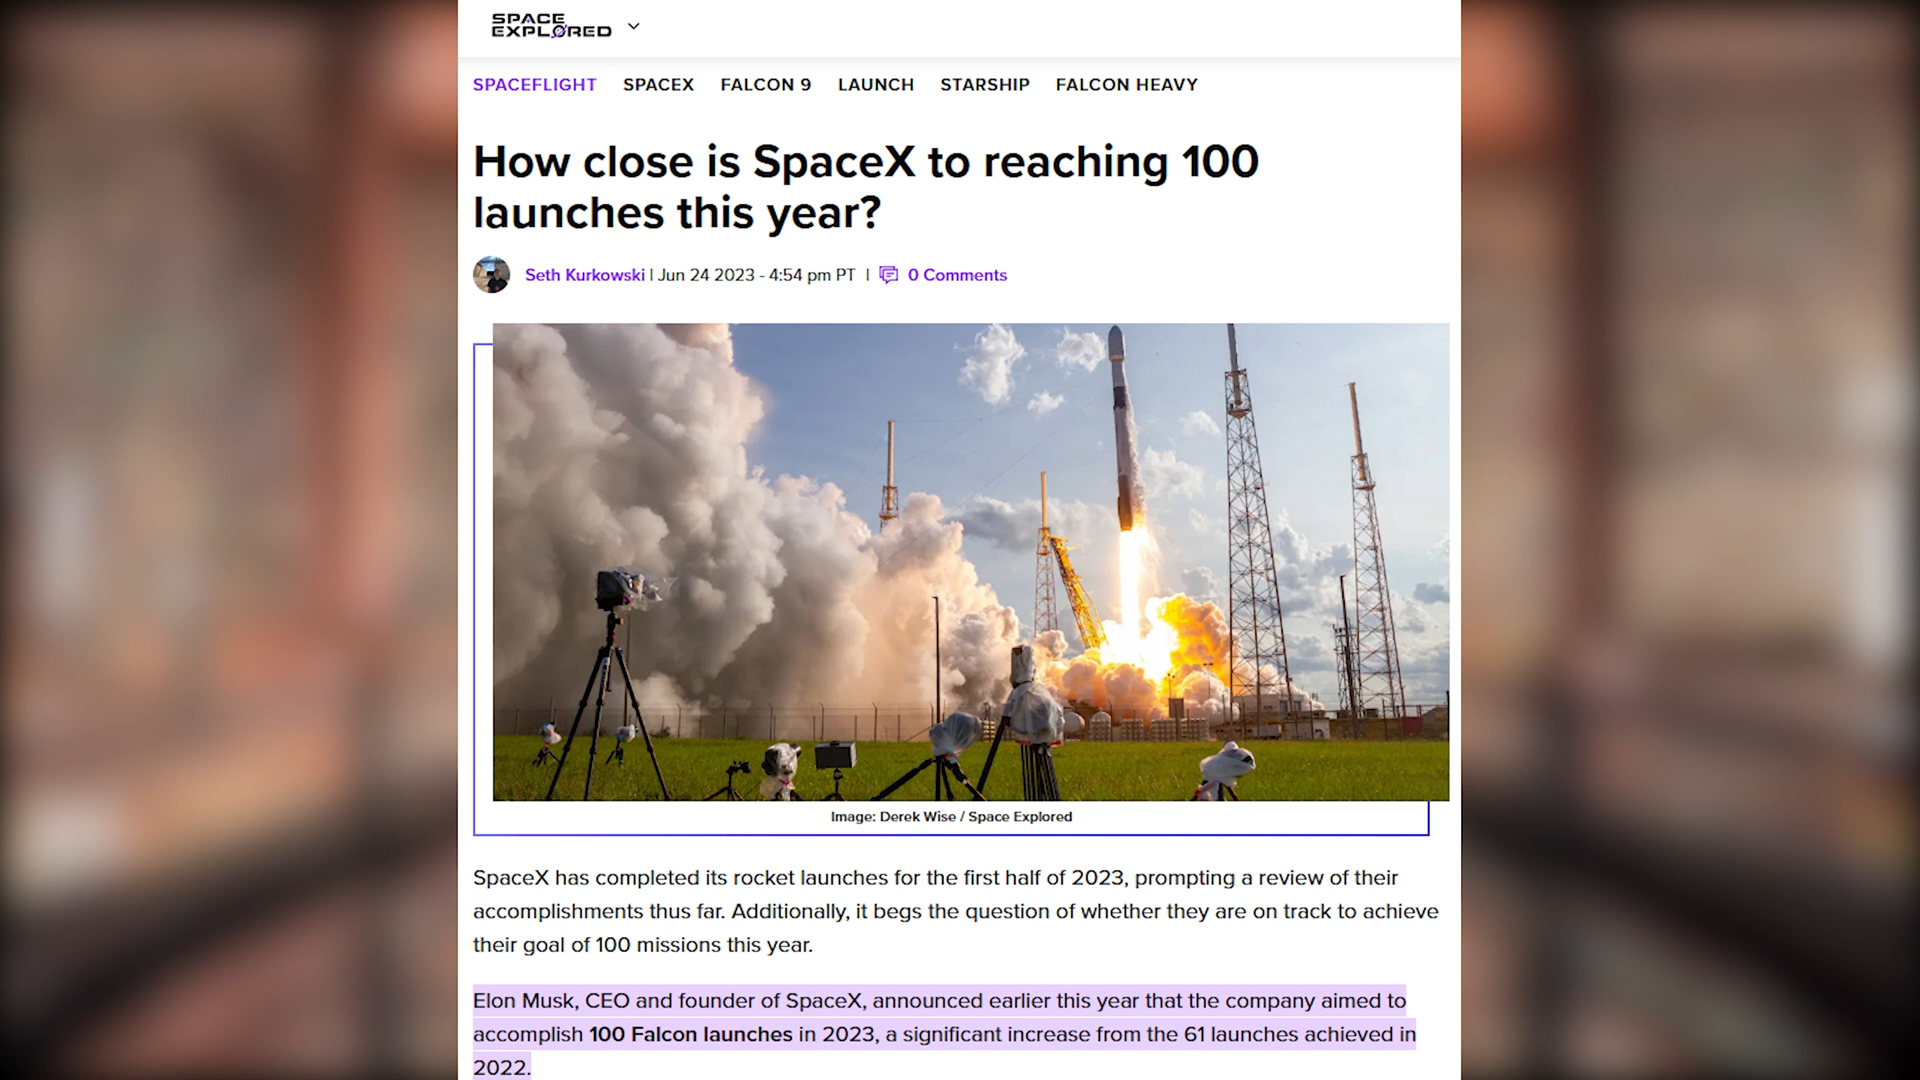 SPACE
EXPLORED
SPACEFLIGHT SPACEX FALCON 9 LAUNCH STARSHIP FALCON HEAVY
How close is SpaceX to reaching 100
launches this year?
Seth Kurkowski | Jun 24 2023 - 4:54 pm PT | 0 Comments
Image: Derek Wise / Space Explored
SpaceX has completed its rocket launches for the first half of 2023, prompting a review of their
accomplishments thus far. Additionally, it begs the question of whether they are on track to achieve
their goal of 100 missions this year.
Elon Musk, CEO and founder of SpaceX, announced earlier this year that the company aimed to
accomplish 100 Falcon launches in 2023, a significant increase from the 61 launches achieved in
2022.